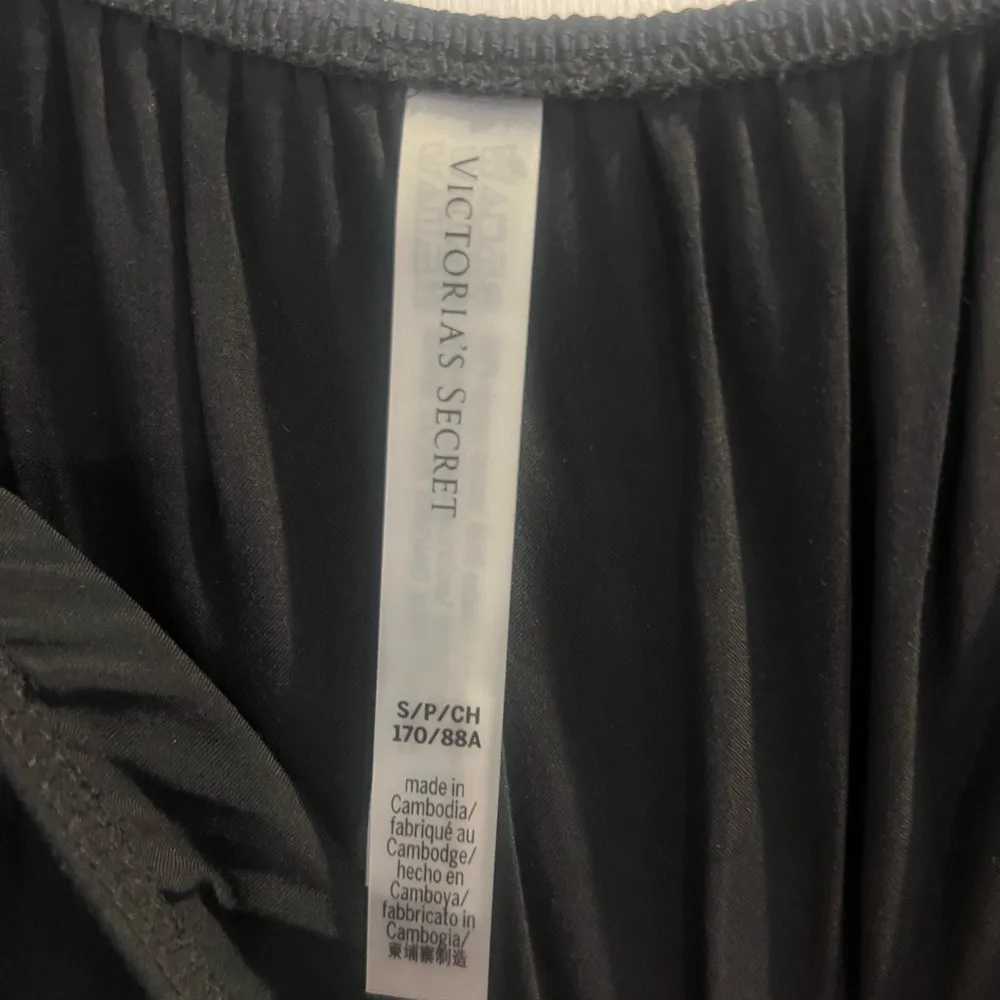 VICTORIA'S SECRET
S/P/CH
170/88A
made in
Cambodia/
fabriqué au
Cambodge/
hecho en
Camboya/
fabbricato in
Cambogia/
柬埔寨制造